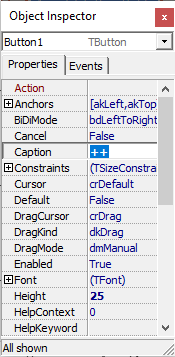 Object Inspector
Button1 TButton
Properties Events
Action
Anchors [akLeft,akTop
BiDiMode bdLeftToRight
Cancel False
Caption ++
Constraints (TSizeConstra
Cursor crDefault
Default False
DragCursor crDrag
DragKind dkDrag
DragMode dmManual
Enabled True
Font (TFont)
Height 25
HelpContext 0
HelpKeyword
All shown